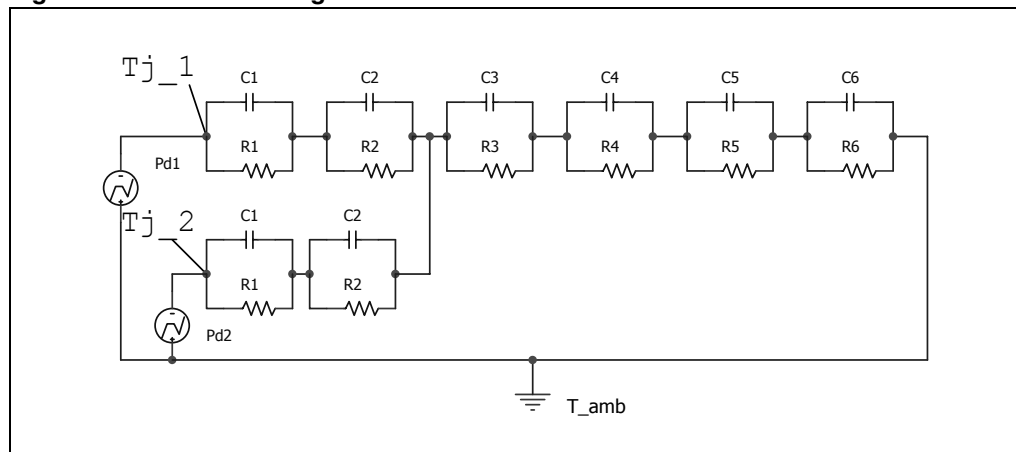 Tj_1
C1 C2 C3 C4 C5 C6
R1 R2 R3 R4 R5 R6
Pd1
Tj_2
C1 C2
R1 R2
Pd2
T_amb